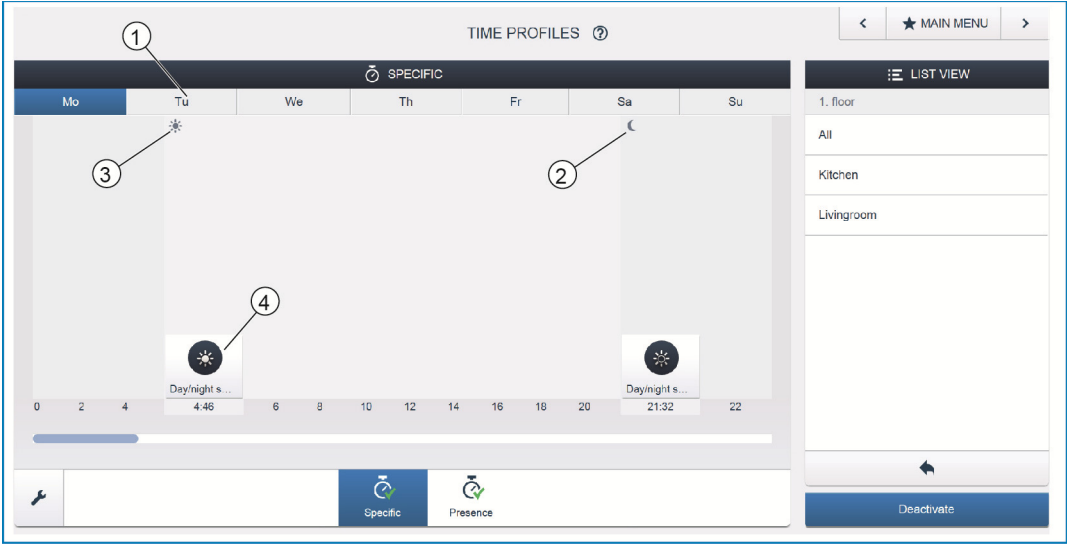 TIME PROFILES ?
< ★ MAIN MENU >
1
SPECIFIC
LIST VIEW
Mo Tu We Th Fr Sa Su
1. floor
All
3
2
Kitchen
Livingroom
4
Day/night s... Day/night s...
0 2 4 4:46 6 8 10 12 14 16 18 20 21:32 22
Specific Presence
Deactivate